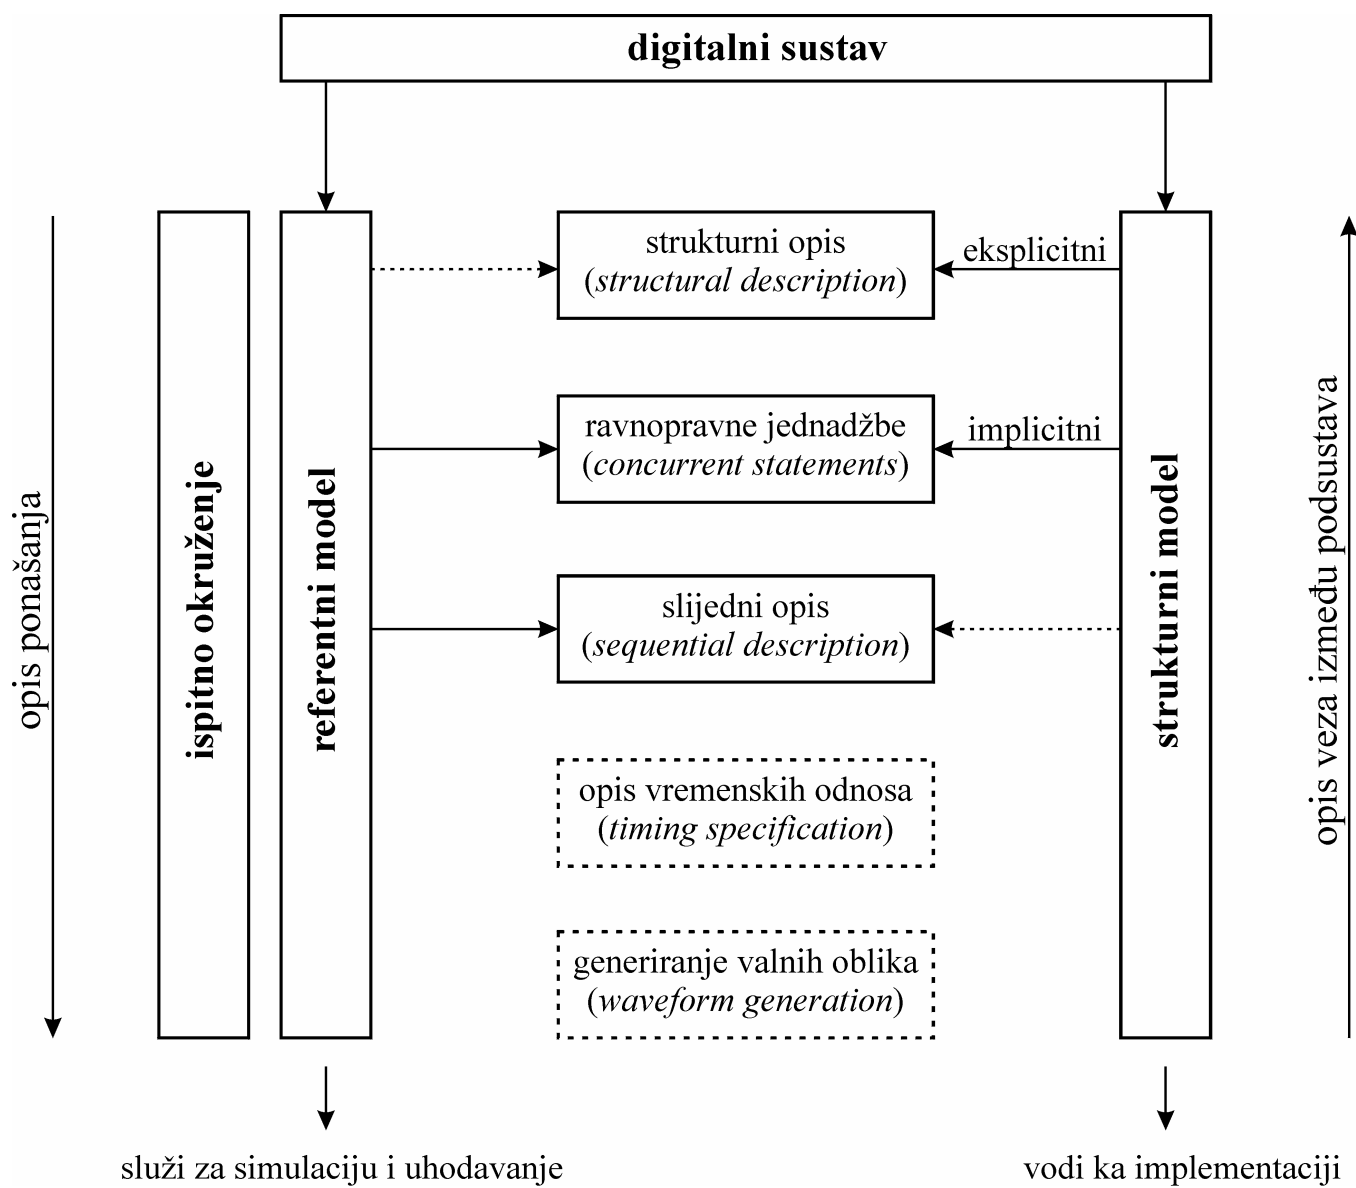 digitalni sustav
strukturni opis
(structural description)
eksplicitni
ravnopravne jednadžbe
(concurrent statements)
implicitni
slijedni opis
(sequential description)
opis vremenskih odnosa
(timing specification)
generiranje valnih oblika
(waveform generation)
opis ponašanja
ispitno okruženje
referentni model
strukturni model
opis veza između podsustava
služi za simulaciju i uhodavanje
vodi ka implementaciji